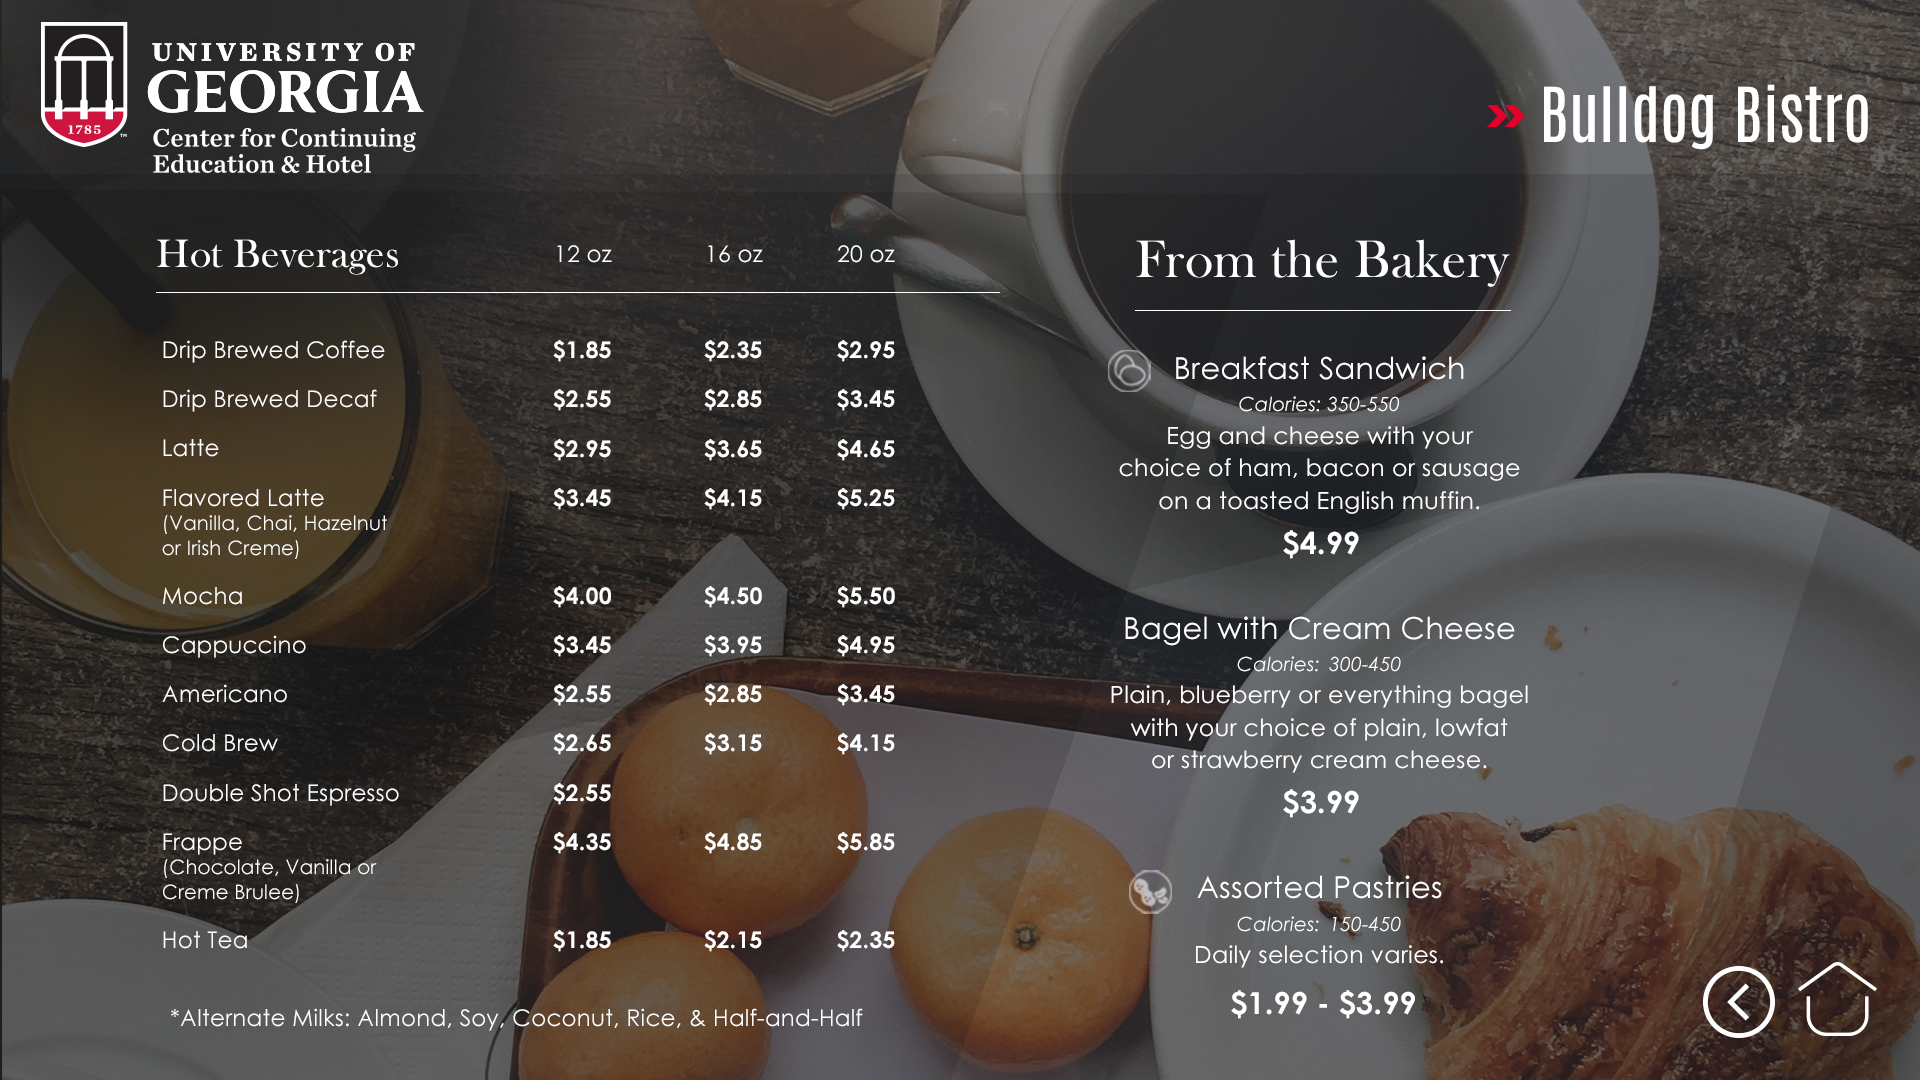 UNIVERSITY OF
GEORGIA
Center for Continuing
Education & Hotel
1785
TM
Bulldog Bistro
Hot Beverages 12 oz 16 oz 20 oz
Drip Brewed Coffee $1.85 $2.35 $2.95
Drip Brewed Decaf $2.55 $2.85 $3.45
Latte $2.95 $3.65 $4.65
Flavored Latte $3.45 $4.15 $5.25
(Vanilla, Chai, Hazelnut
or Irish Creme)
Mocha $4.00 $4.50 $5.50
Cappuccino $3.45 $3.95 $4.95
Americano $2.55 $2.85 $3.45
Cold Brew $2.65 $3.15 $4.15
Double Shot Espresso $2.55
Frappe $4.35 $4.85 $5.85
(Chocolate, Vanilla or
Creme Brulee)
Hot Tea $1.85 $2.15 $2.35
*Alternate Milks: Almond, Soy, Coconut, Rice, & Half-and-Half
From the Bakery
Breakfast Sandwich
Calories: 350-550
Egg and cheese with your
choice of ham, bacon or sausage
on a toasted English muffin.
$4.99
Bagel with Cream Cheese
Calories: 300-450
Plain, blueberry or everything bagel
with your choice of plain, lowfat
or strawberry cream cheese.
$3.99
Assorted Pastries
Calories: 150-450
Daily selection varies.
$1.99 - $3.99